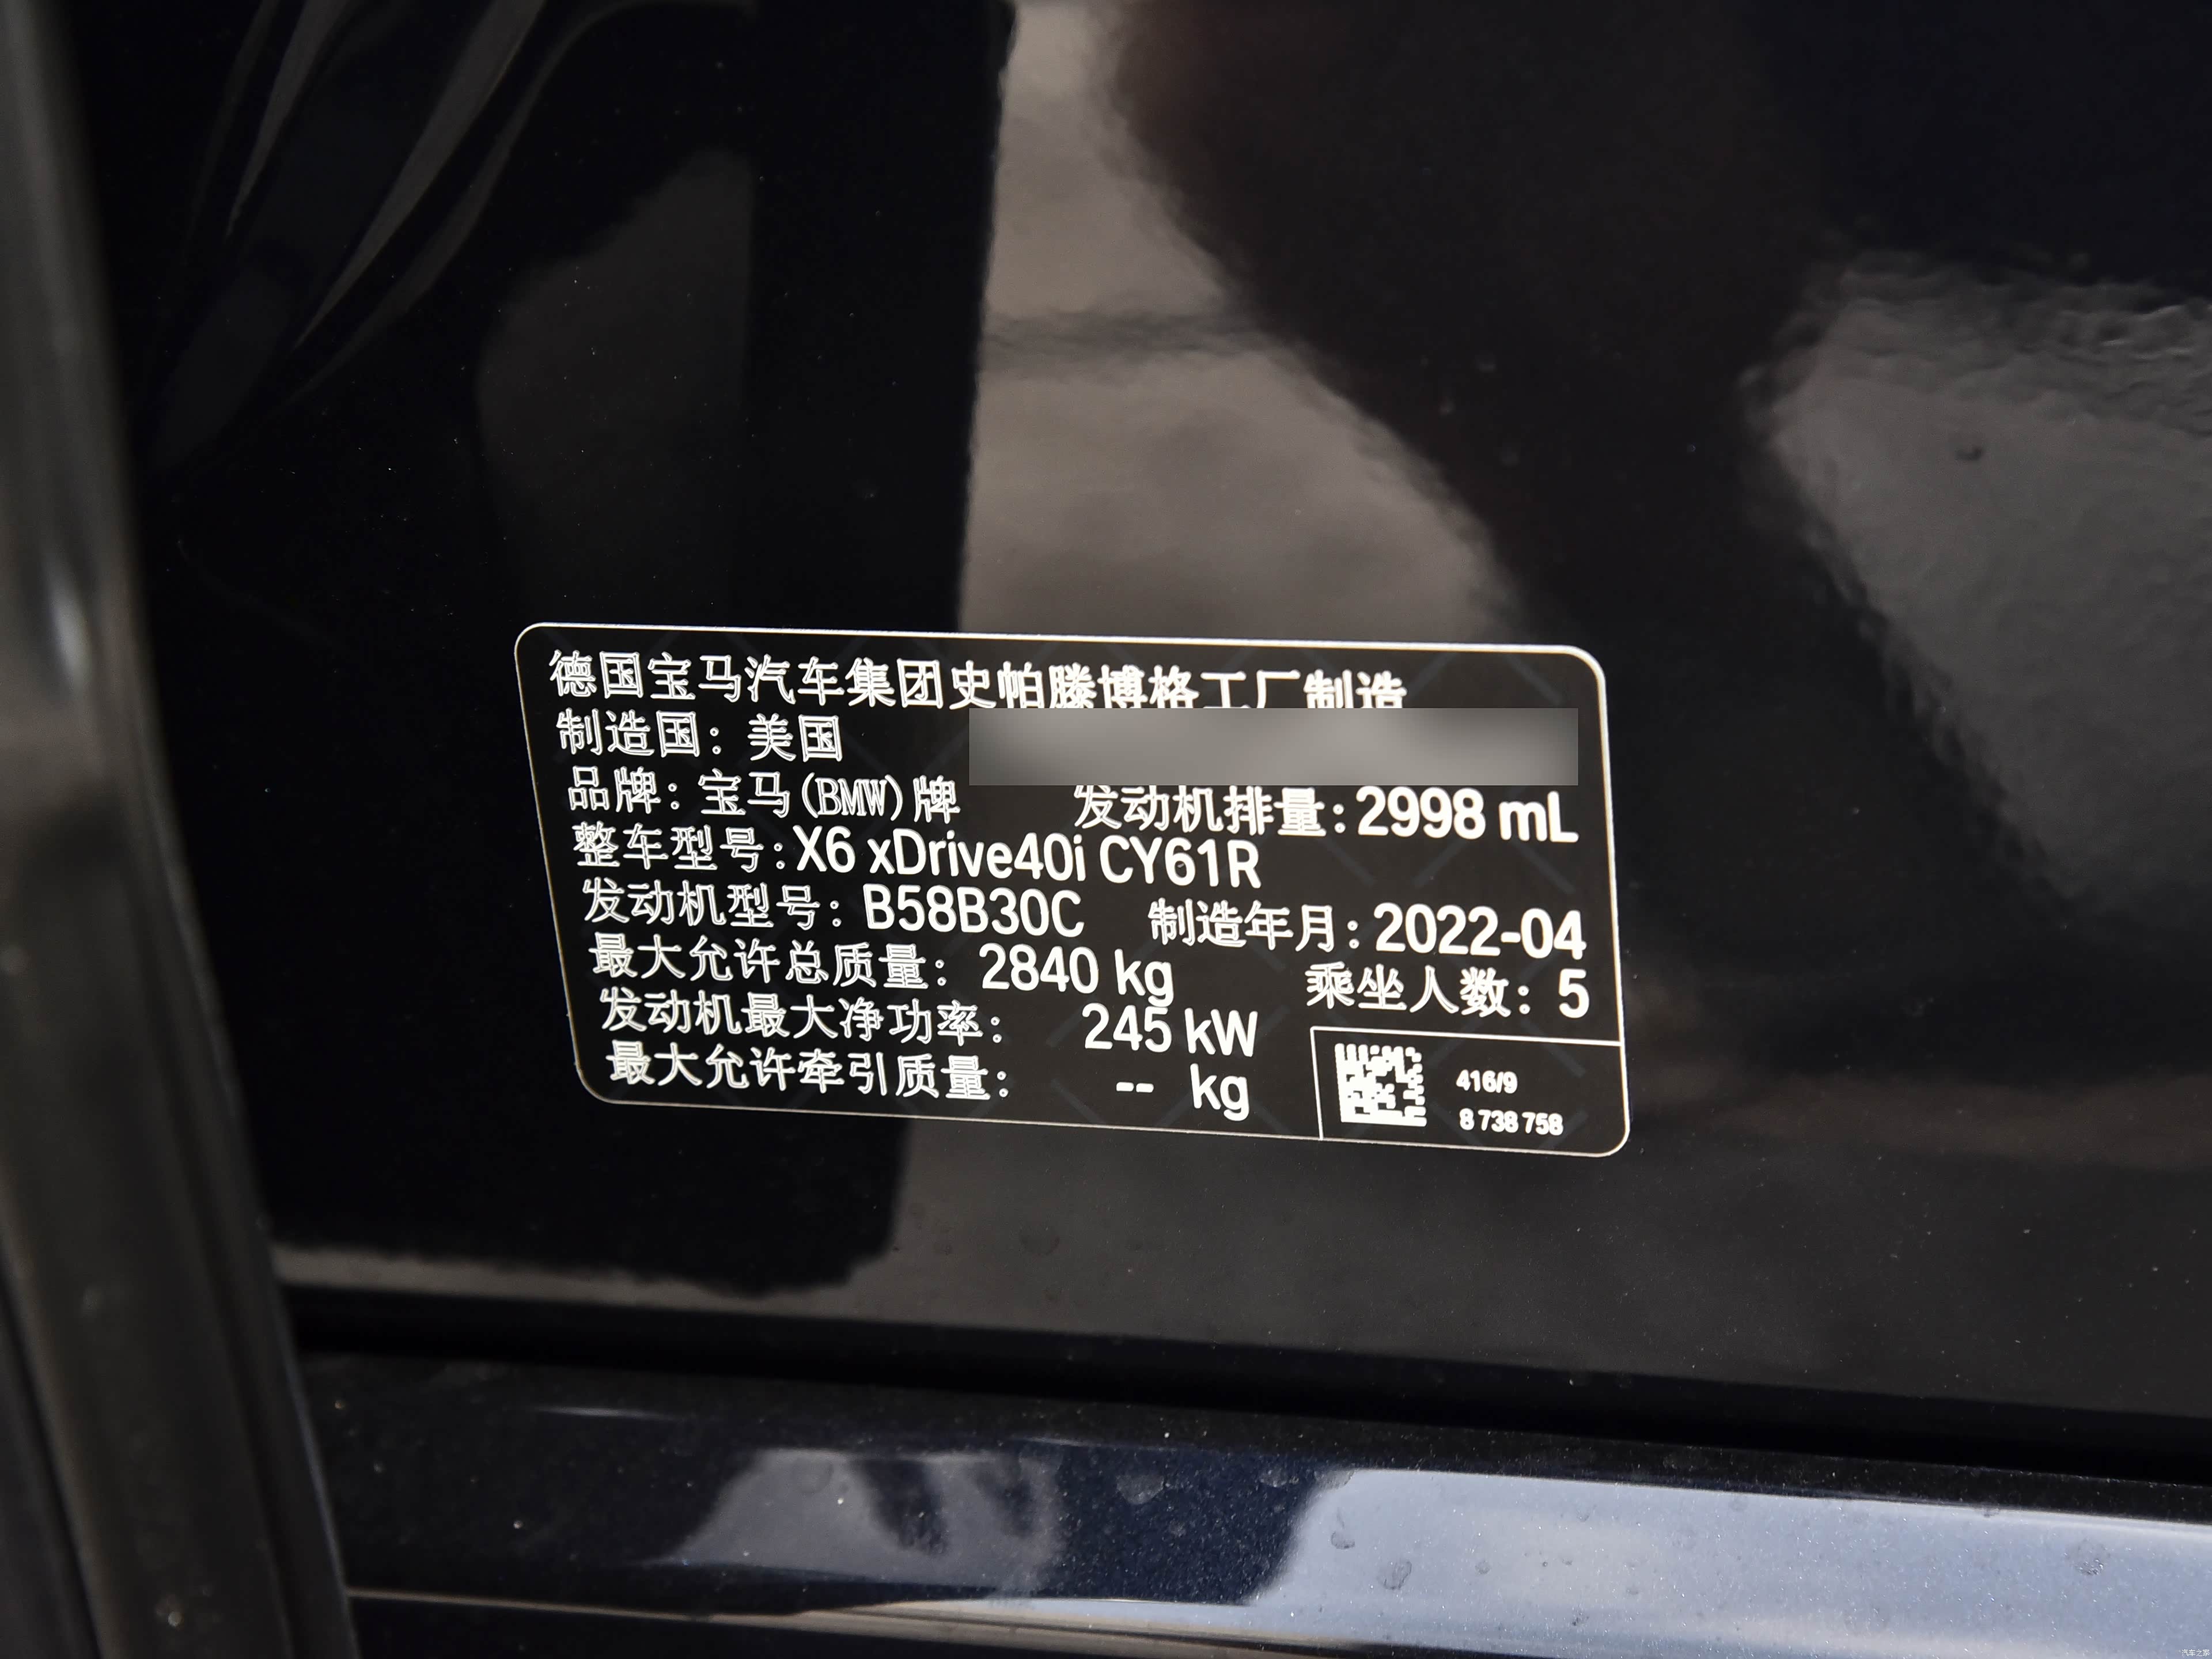 德国宝马汽车集团史帕滕博格工厂制造
制造国：美国
品牌：宝马(BMW)牌 发动机排量：2998 mL
整车型号：X6 xDrive40i CY61R
发动机型号：B58B30C 制造年月：2022-04
最大允许总质量：2840 kg 乘坐人数：5
发动机最大净功率：245 kW
最大允许牵引质量：-- kg
416/9
8 738 758
汽车之家